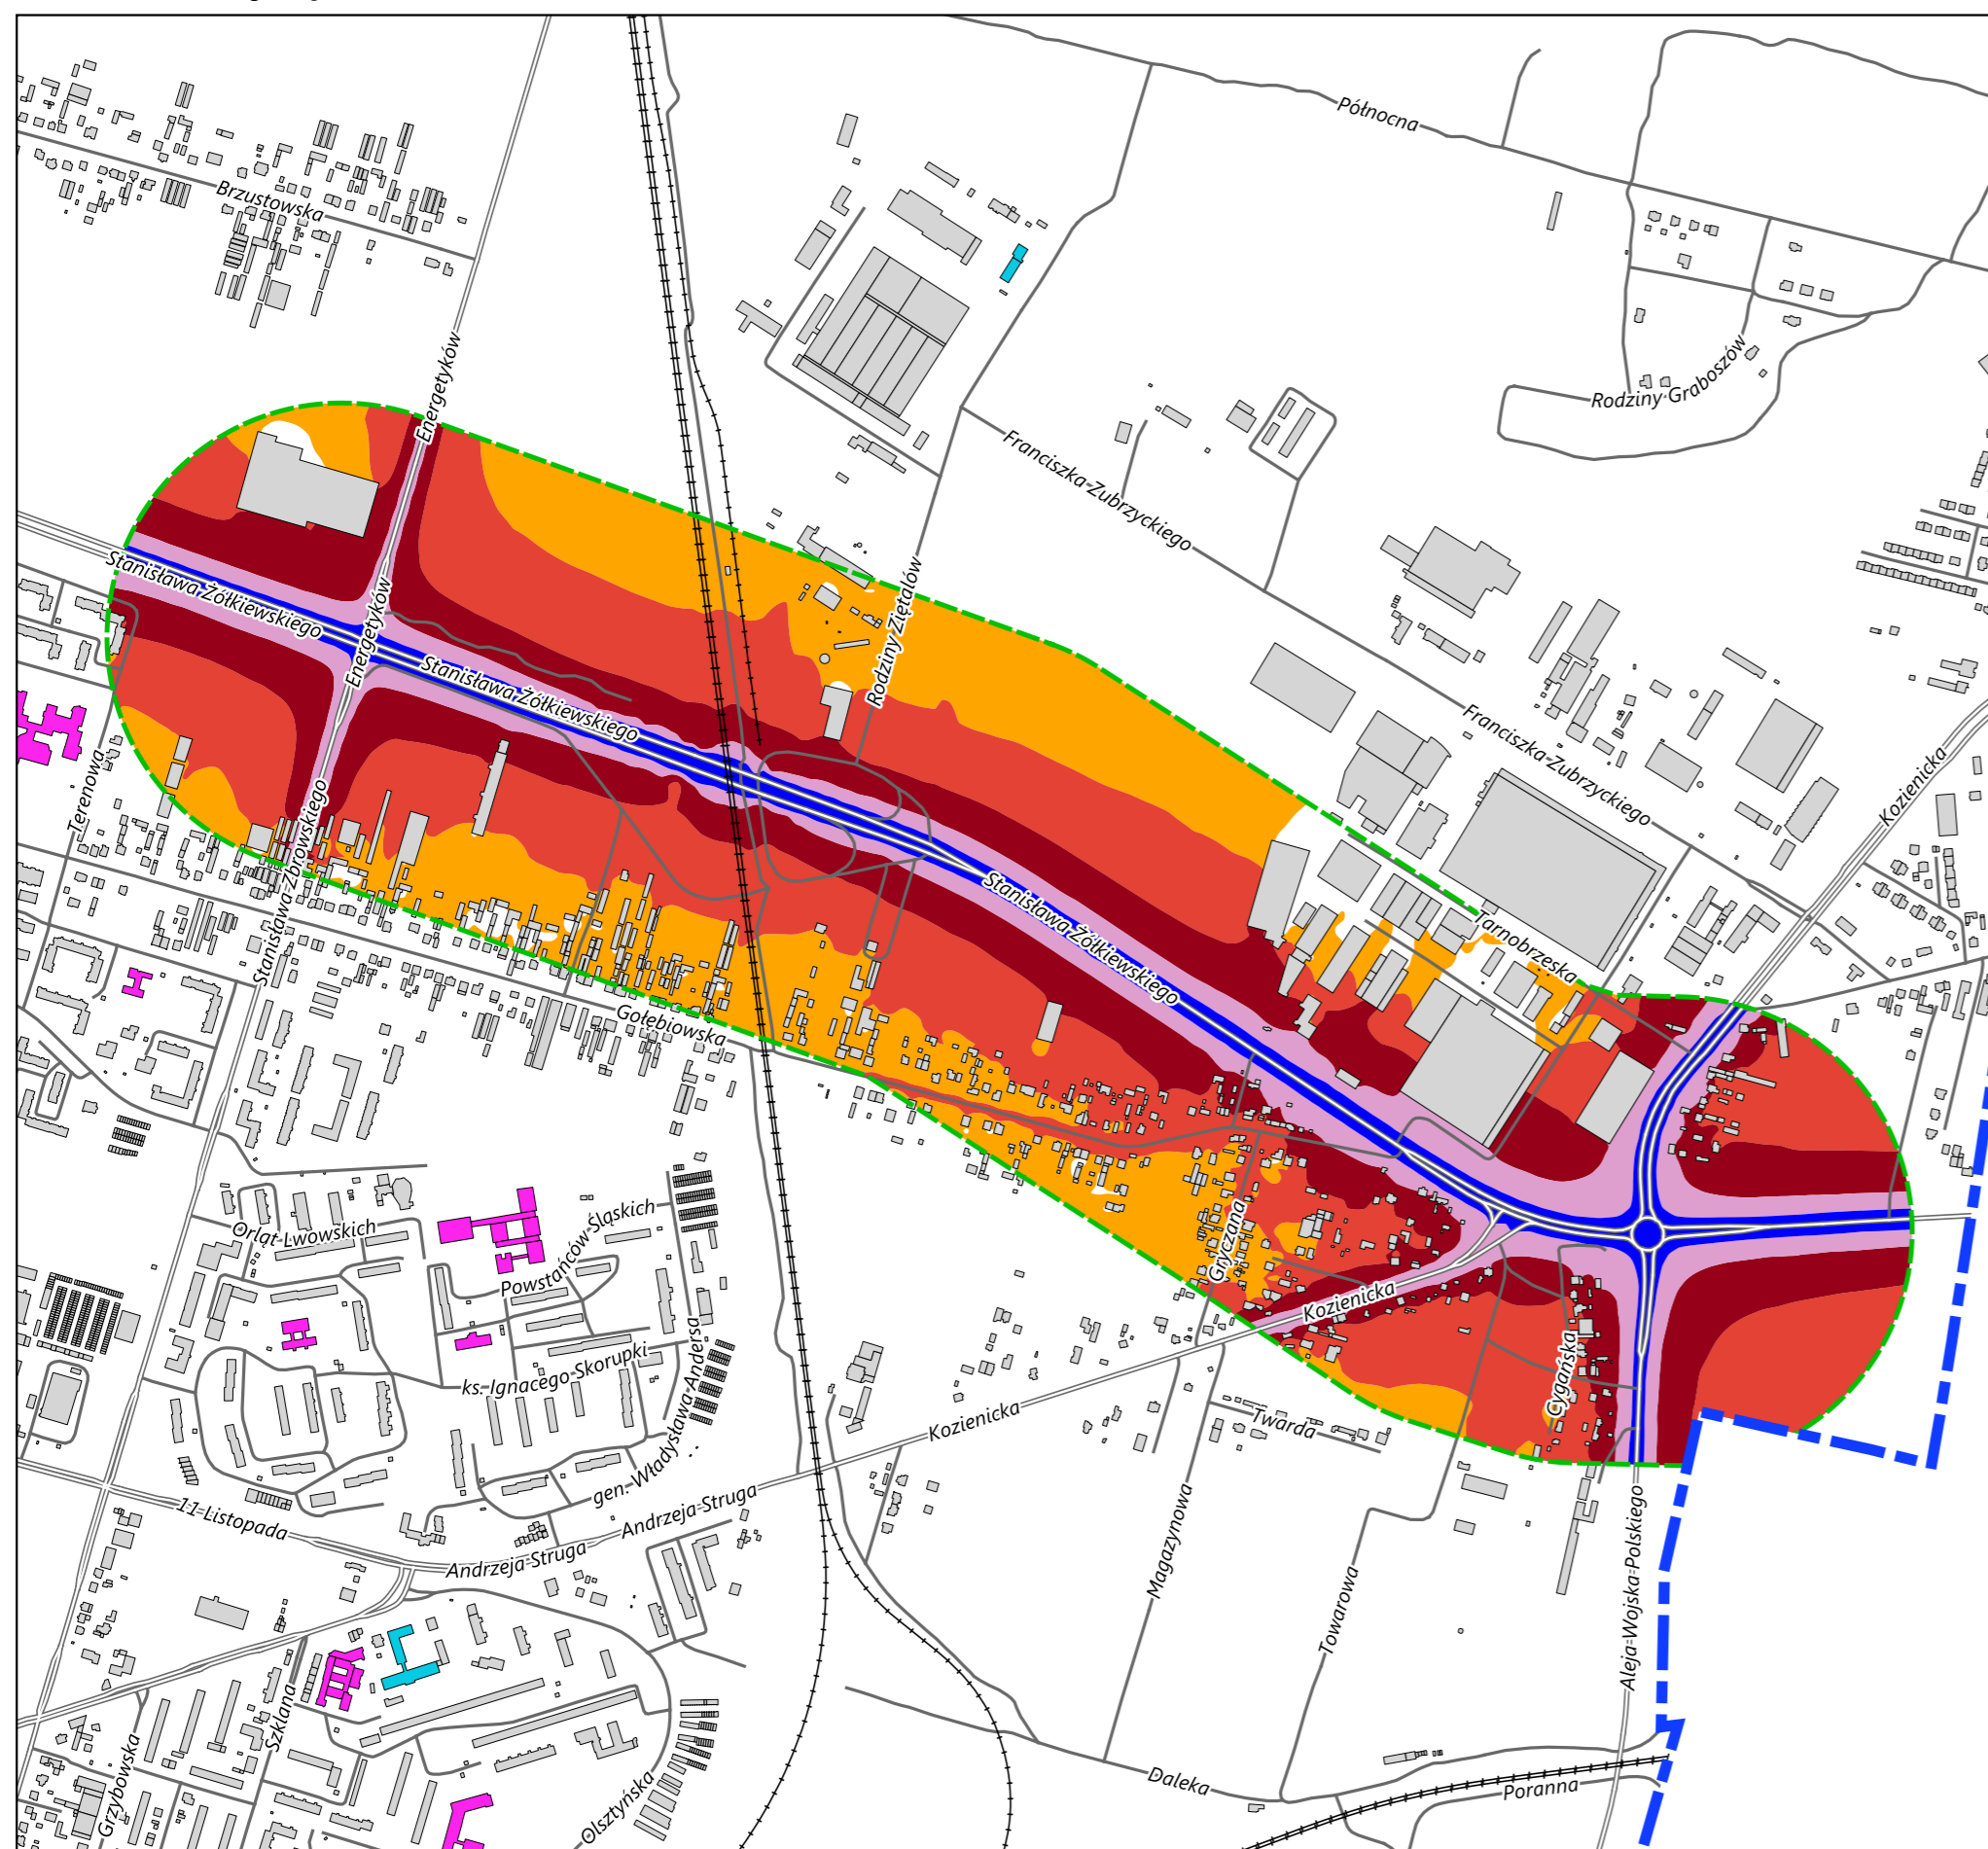 Północna
Brzustowska
Energetyków
Rodziny Graboszów
Franciszka Zubrzyckiego
Stanisława Żółkiewskiego
Energetyków
Rodziny Ziętalów
Stanisława Żółkiewskiego
Franciszka Zubrzyckiego
Kozienicka
Terenowa
Stanisława Zbrowskiego
Stanisława Żółkiewskiego
Tarnobrzeska
Gołębiowska
Orląt Lwowskich
Powstańców Śląskich
Gryczana
Kozienicka
Cygańska
ks. Ignacego Skorupki
gen. Władysława Andersa
Kozienicka
Twarda
11 Listopada
Andrzeja Struga
Andrzeja Struga
Magazynowa
Towarowa
Aleja Wojska Polskiego
Szklana
Grzybowska
Olsztyńska
Daleka
Poranna